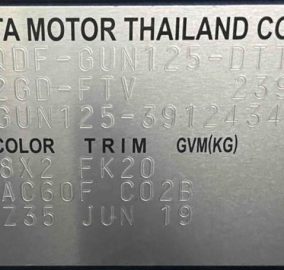 TA MOTOR THAILAND CO
QDF-GUN125-DTT
2GD-FTV 239
GUN125-3912434
COLOR TRIM GVM(KG)
8X2 FK20
AC60F C02B
Z35 JUN 19